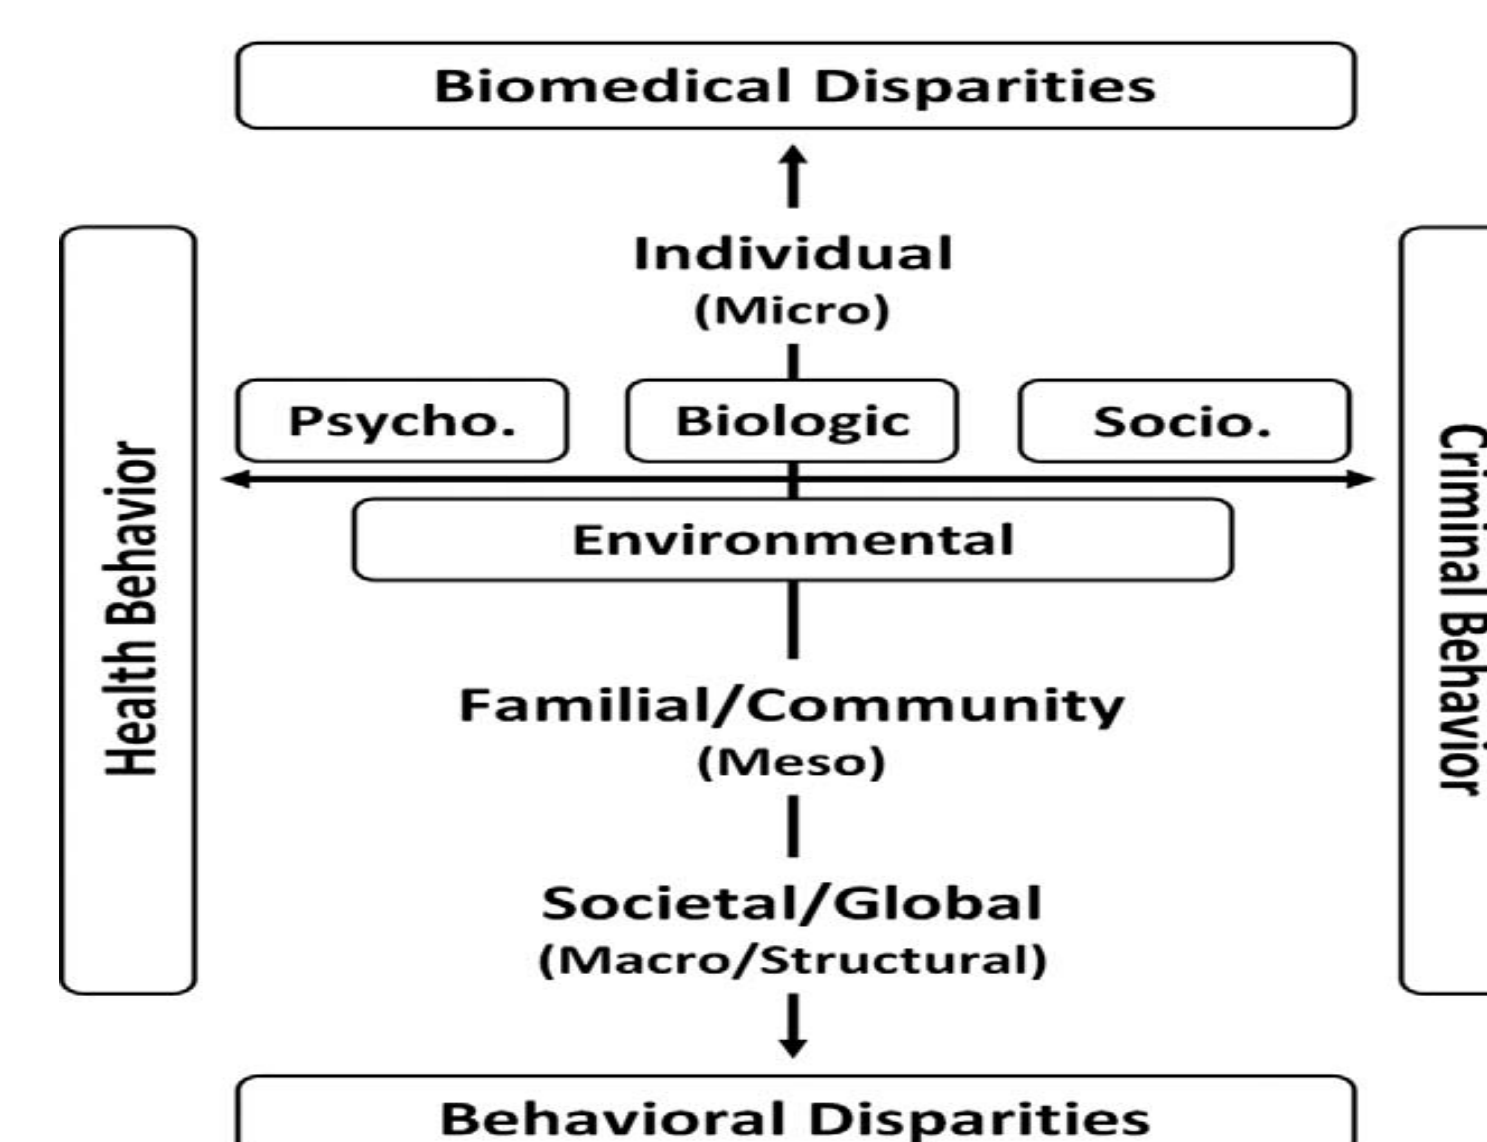 Biomedical Disparities
Individual
(Micro)
Psycho.
Biologic
Socio.
Environmental
Health Behavior
Criminal Behavior
Familial/Community
(Meso)
Societal/Global
(Macro/Structural)
Behavioral Disparities